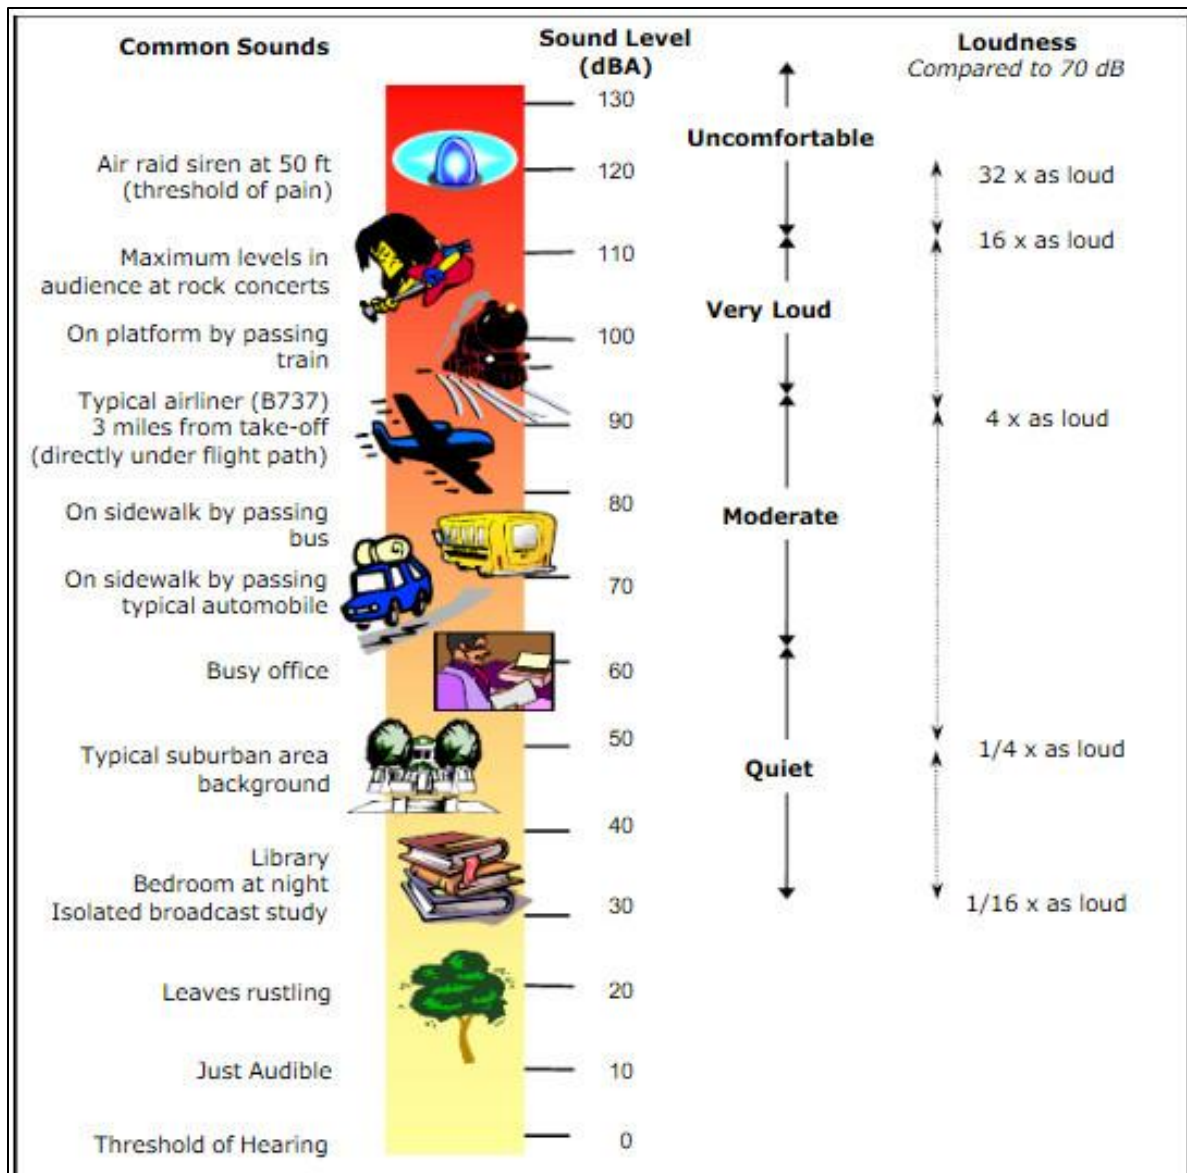 Common Sounds
Sound Level
(dBA)
Loudness
Compared to 70 dB
130
Uncomfortable
Air raid siren at 50 ft
(threshold of pain)
120
32 x as loud
16 x as loud
Maximum levels in
audience at rock concerts
110
Very Loud
On platform by passing
train
100
Typical airliner (B737)
3 miles from take-off
(directly under flight path)
90
4 x as loud
80
On sidewalk by passing
bus
Moderate
On sidewalk by passing
typical automobile
70
Busy office
60
50
Typical suburban area
background
1/4 x as loud
Quiet
40
Library
Bedroom at night
Isolated broadcast study
30
1/16 x as loud
Leaves rustling
20
Just Audible
10
Threshold of Hearing
0